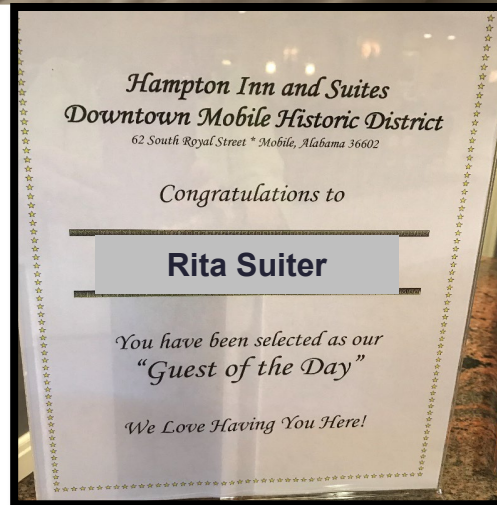 Hampton Inn and Suites
Downtown Mobile Historic District
62 South Royal Street * Mobile, Alabama 36602
Congratulations to
Rita Suiter
You have been selected as our
“Guest of the Day”
We Love Having You Here!